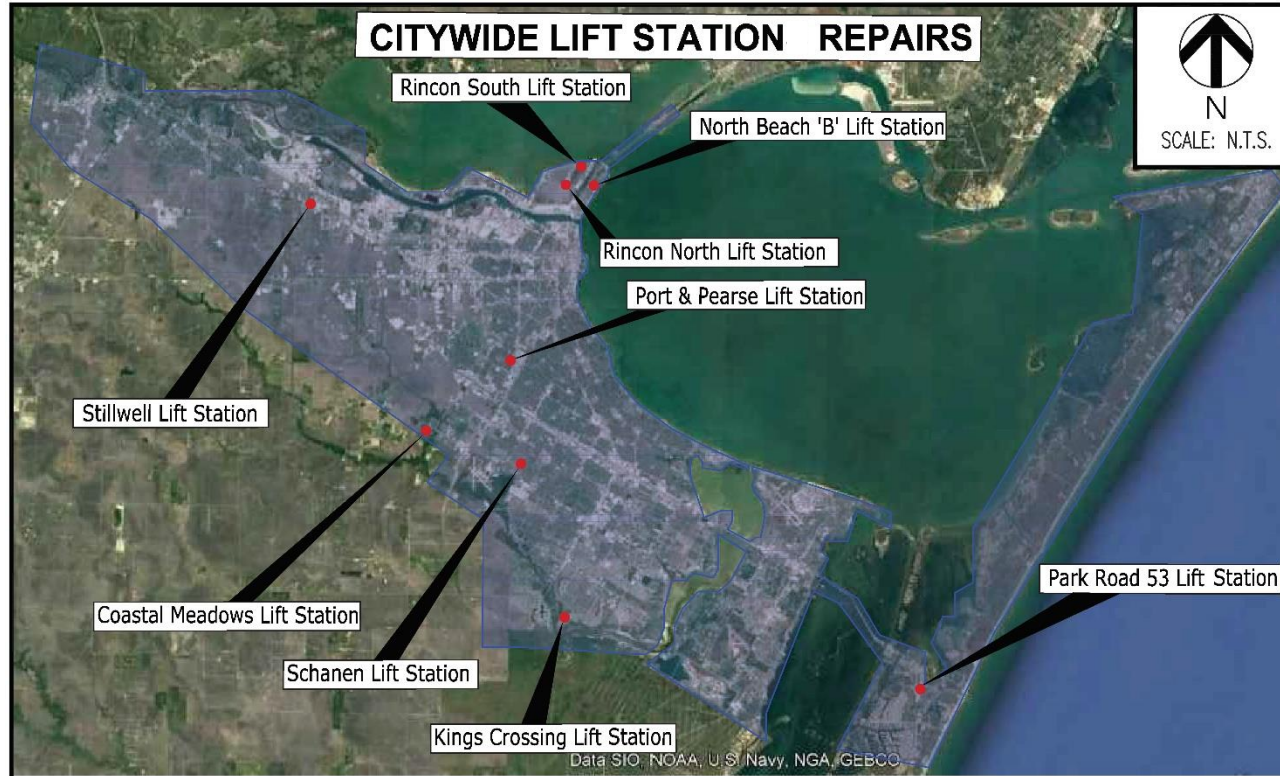 CITYWIDE LIFT STATION REPAIRS
N
SCALE: N.T.S.
Rincon South Lift Station
North Beach 'B' Lift Station
Rincon North Lift Station
Port & Pearse Lift Station
Stillwell Lift Station
Coastal Meadows Lift Station
Schanen Lift Station
Kings Crossing Lift Station
Park Road 53 Lift Station
Data SIO, NOAA, U.S. Navy, NGA, GEBCO